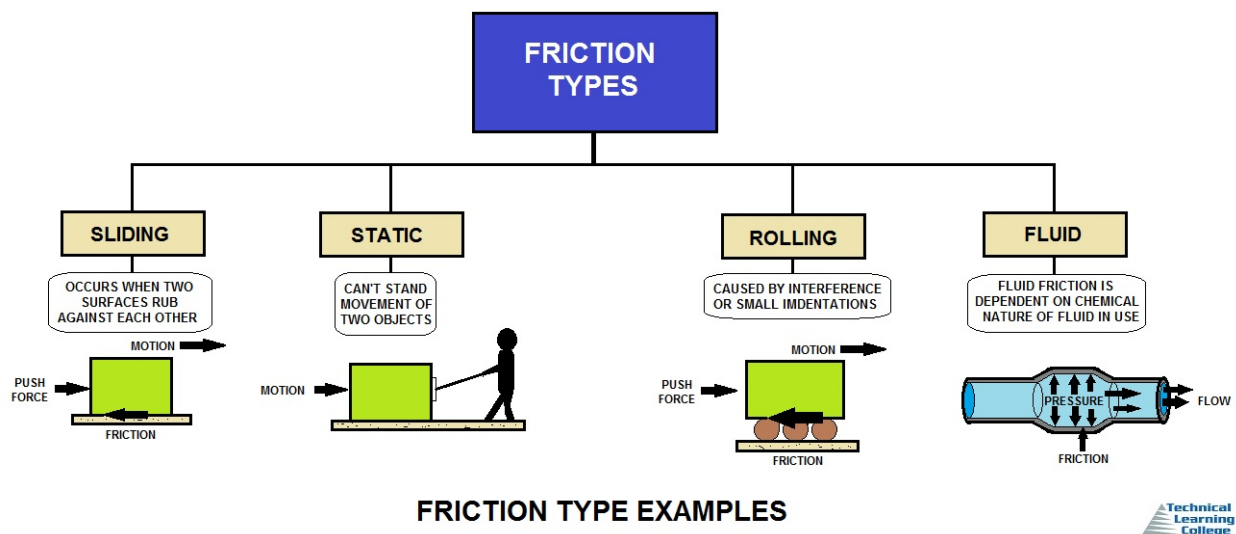 FRICTION
TYPES
SLIDING
OCCURS WHEN TWO
SURFACES RUB
AGAINST EACH OTHER
MOTION
PUSH
FORCE
FRICTION
STATIC
CAN'T STAND
MOVEMENT OF
TWO OBJECTS
MOTION
ROLLING
CAUSED BY INTERFERENCE
OR SMALL IMDENTATIONS
MOTION
PUSH
FORCE
FRICTION
FLUID
FLUID FRICTION IS
DEPENDENT ON CHEMICAL
NATURE OF FLUID IN USE
PRESSURE
FLOW
FRICTION
FRICTION TYPE EXAMPLES
Technical
Learning
College